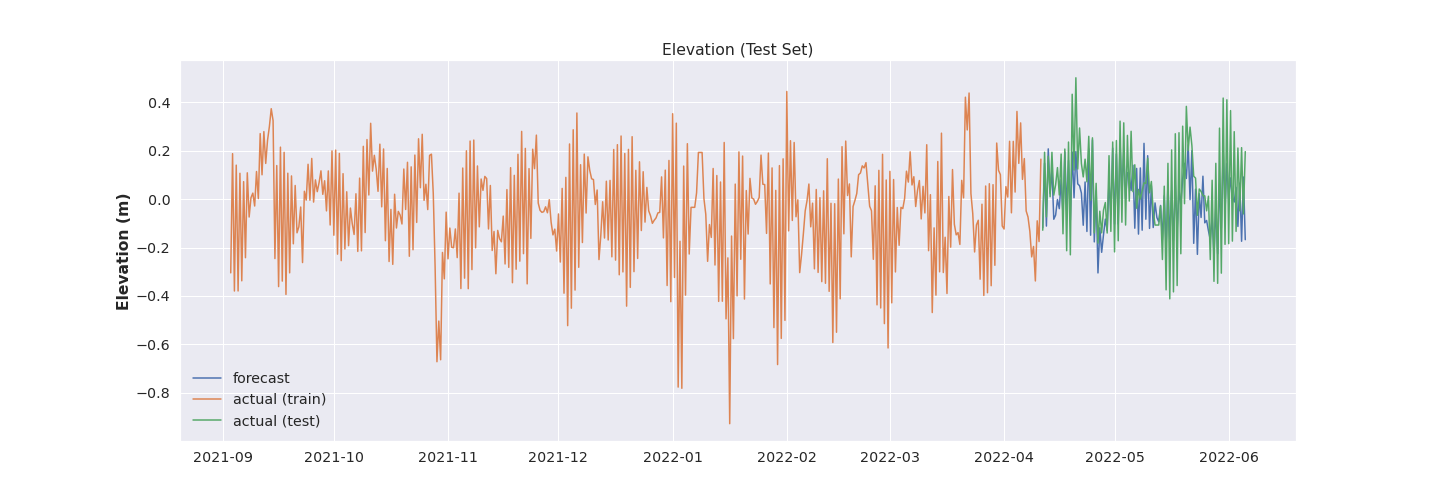 Elevation (Test Set)
Elevation (m)
0.4
0.2
0.0
−0.2
−0.4
−0.6
−0.8
forecast
actual (train)
actual (test)
2021-09 2021-10 2021-11 2021-12 2022-01 2022-02 2022-03 2022-04 2022-05 2022-06